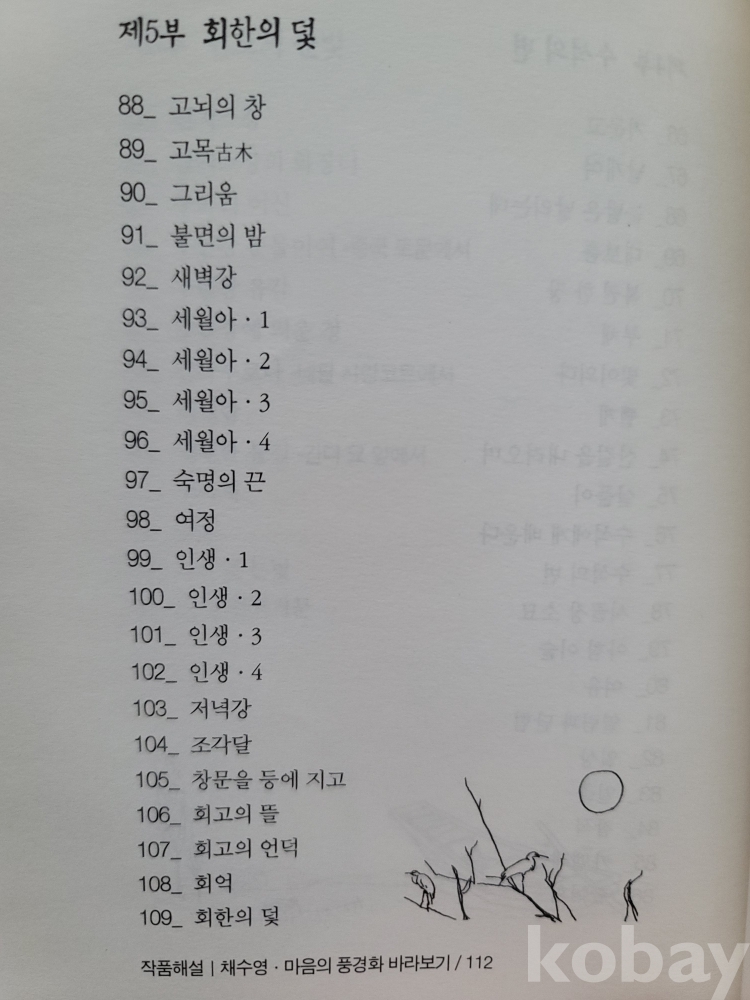 제5부 회한의 덫
88_ 고뇌의 창
89_ 고목古木
90_ 그리움
91_ 불면의 밤
92_ 새벽강
93_ 세월아 · 1
94_ 세월아 · 2
95_ 세월아 · 3
96_ 세월아 · 4
97_ 숙명의 끈
98_ 여정
99_ 인생 · 1
100_ 인생 · 2
101_ 인생 · 3
102_ 인생 · 4
103_ 저녁강
104_ 조각달
105_ 창문을 등에 지고
106_ 회고의 뜰
107_ 회고의 언덕
108_ 회억
109_ 회한의 덫
작품해설 | 채수영 · 마음의 풍경화 바라보기 / 112
kobay